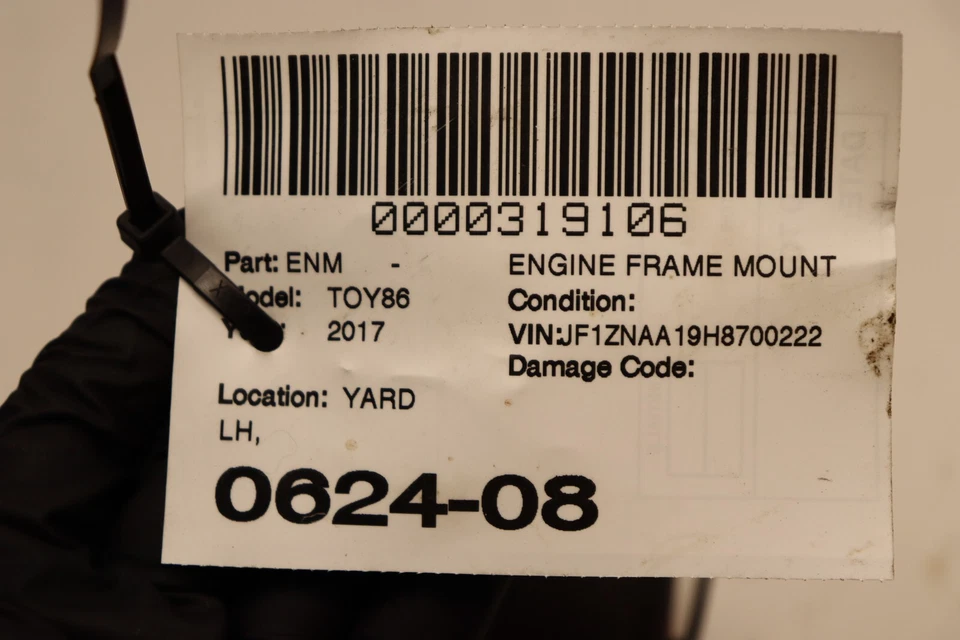 0000319106
Part: ENM - ENGINE FRAME MOUNT
Model: TOY86 Condition:
2017 VIN:JF1ZNAA19H8700222
Damage Code:
Location: YARD
LH,
0624-08